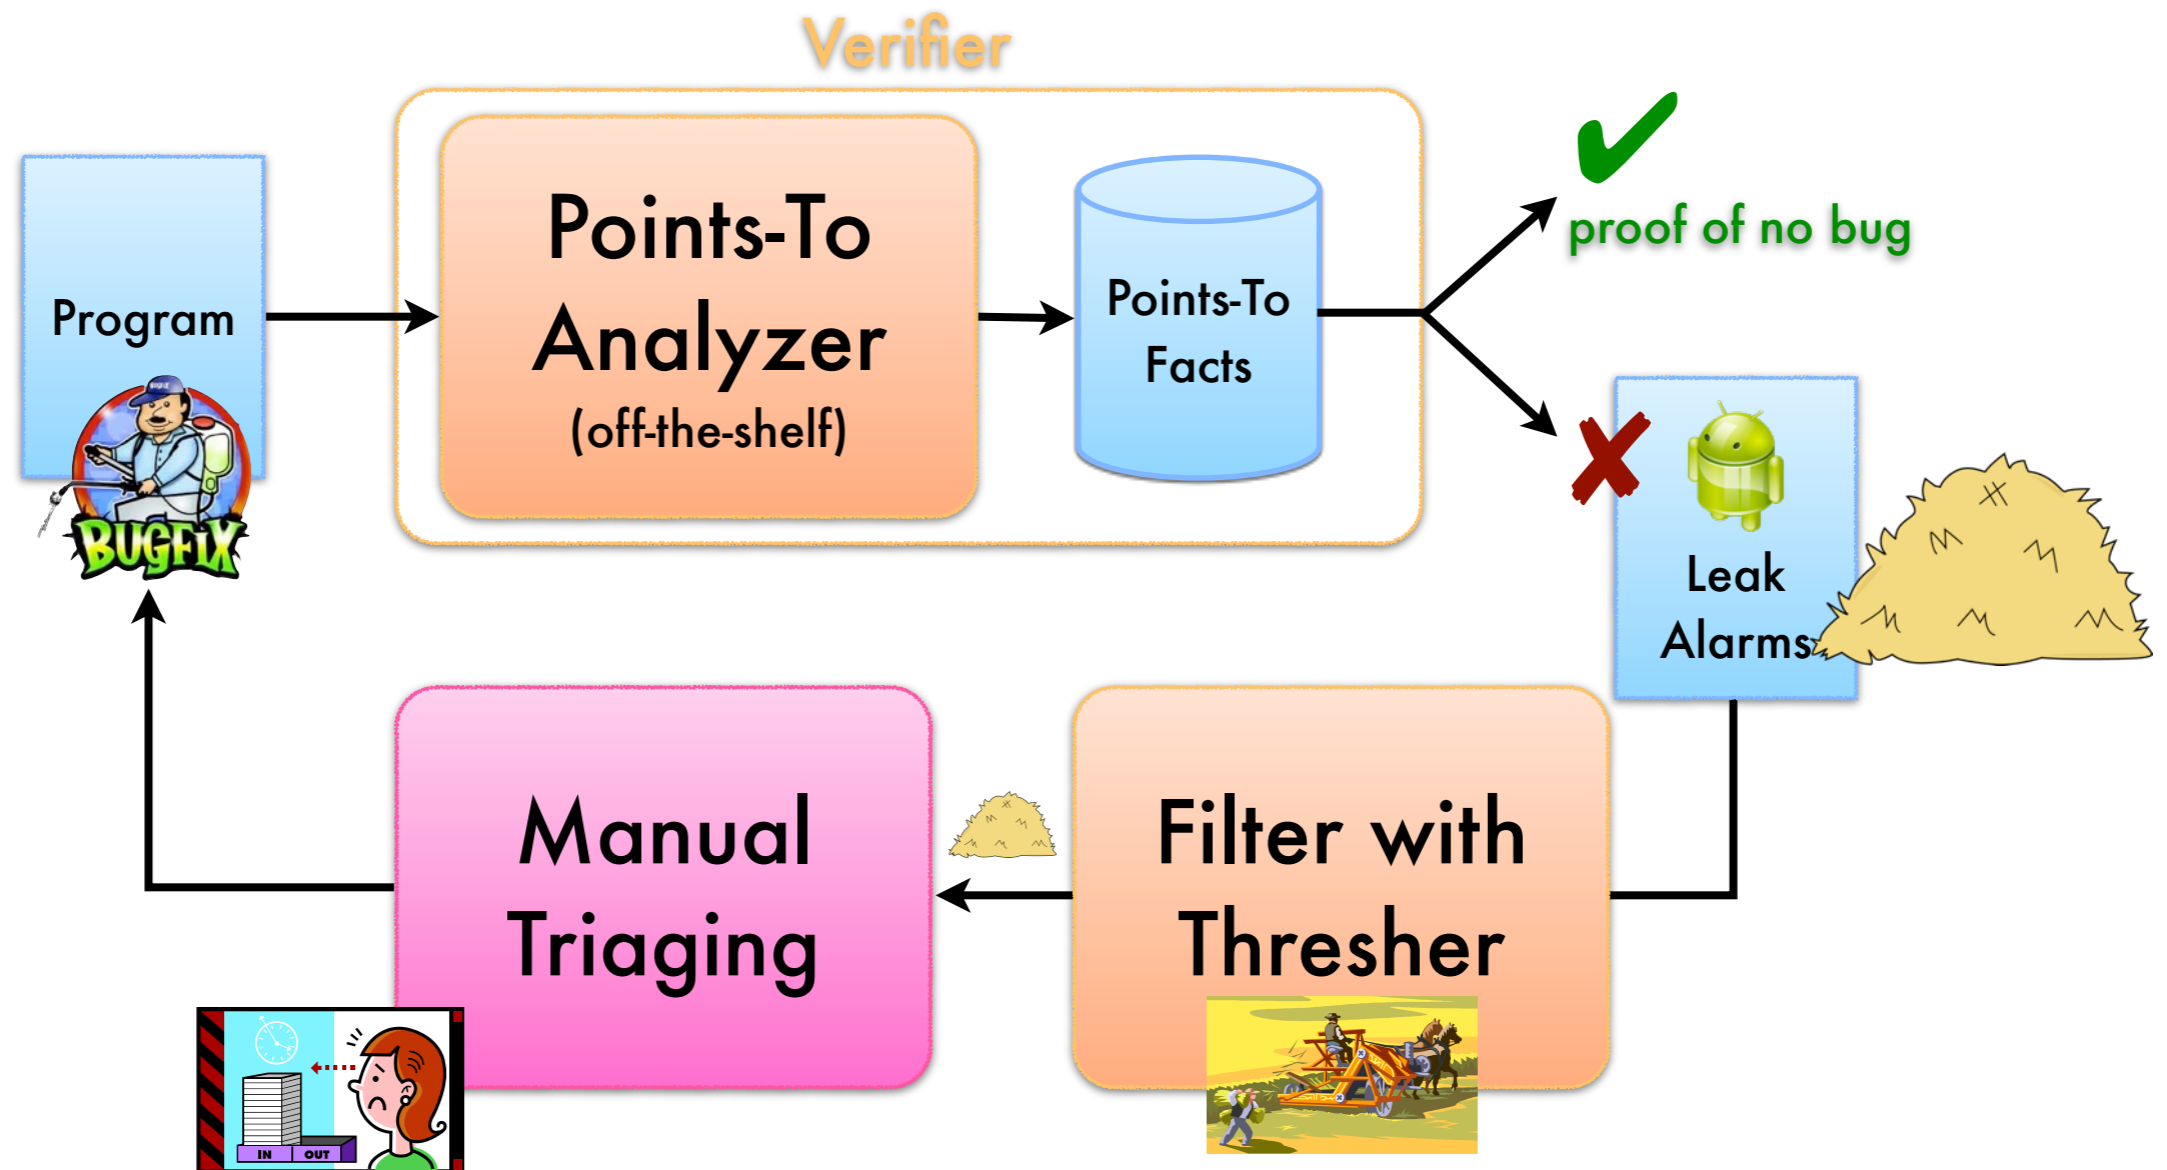 Verifier
Program
BUGFIX
BUGFIX
Points-To
Analyzer
(off-the-shelf)
Points-To
Facts
proof of no bug
Leak
Alarms
Manual
Triaging
IN OUT
Filter with
Thresher